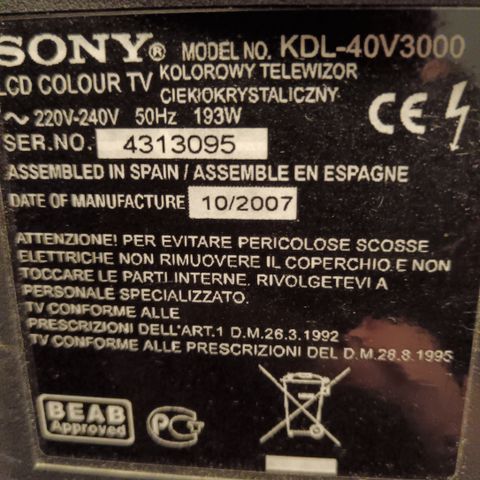 SONY® MODEL NO. KDL-40V3000
LCD COLOUR TV KOLOROWY TELEWIZOR
CIEKŁOKRYSTALICZNY
~ 220V-240V 50Hz 193W
SER.NO. 4313095
ASSEMBLED IN SPAIN / ASSEMBLE EN ESPAGNE
DATE OF MANUFACTURE 10/2007
ATTENZIONE! PER EVITARE PERICOLOSE SCOSSE
ELETTRICHE NON RIMUOVERE IL COPERCHIO.E NON
TOCCARE LE PARTI INTERNE. RIVOLGETEVI A
PERSONALE SPECIALIZZATO.
TV CONFORME ALLE
PRESCRIZIONI DELL'ART.1 D.M.26.3.1992
TV CONFORME ALLE PRESCRIZIONI DEL D.M.28.8.1995
CE
BEAB
Approved
PG